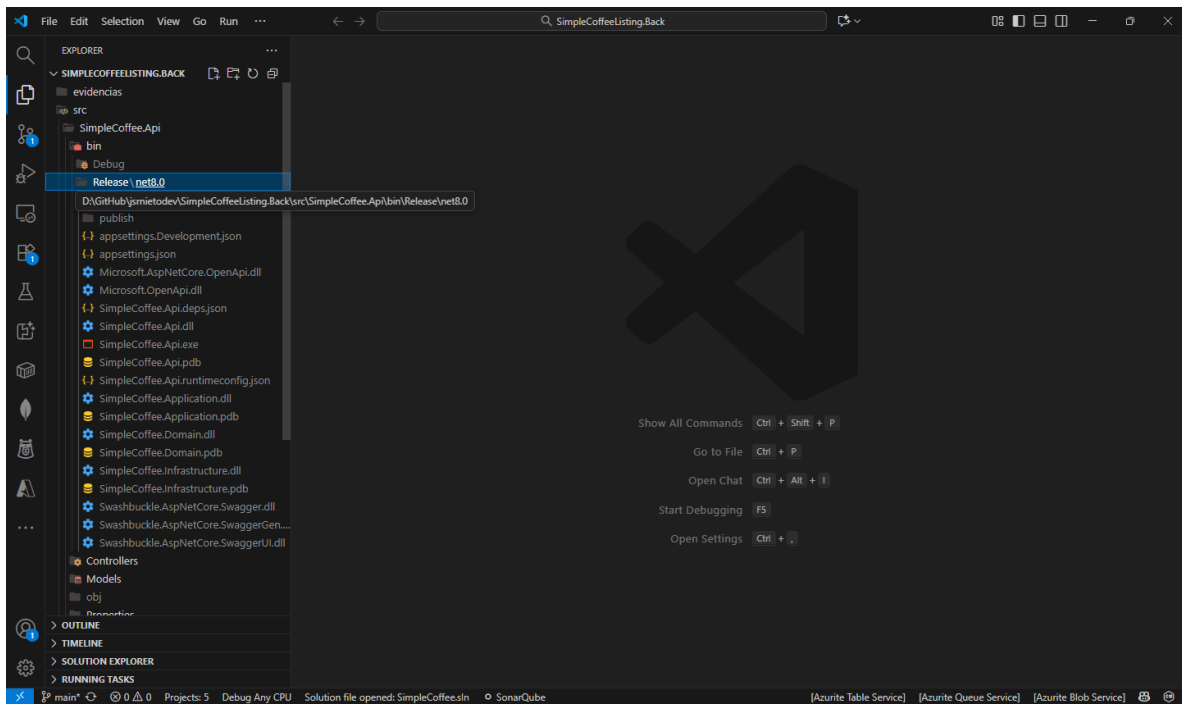 File Edit Selection View Go Run ... SimpleCoffeeListing.Back
EXPLORER ...
SIMPLECOFFEELISTING.BACK
evidencias
src
SimpleCoffee.Api
bin
Debug
Release \ net8.0
D:\GitHub\jsrnietodev\SimpleCoffeeListing.Back\src\SimpleCoffee.Api\bin\Release\net8.0
publish
appsettings.Development.json
appsettings.json
Microsoft.AspNetCore.OpenApi.dll
Microsoft.OpenApi.dll
SimpleCoffee.Api.deps.json
SimpleCoffee.Api.dll
SimpleCoffee.Api.exe
SimpleCoffee.Api.pdb
SimpleCoffee.Api.runtimeconfig.json
SimpleCoffee.Application.dll
SimpleCoffee.Application.pdb
SimpleCoffee.Domain.dll
SimpleCoffee.Domain.pdb
SimpleCoffee.Infrastructure.dll
SimpleCoffee.Infrastructure.pdb
Swashbuckle.AspNetCore.Swagger.dll
Swashbuckle.AspNetCore.SwaggerGen....
Swashbuckle.AspNetCore.SwaggerUI.dll
Controllers
Models
obj
Properties
OUTLINE
TIMELINE
SOLUTION EXPLORER
RUNNING TASKS
Show All Commands Ctrl + Shift + P
Go to File Ctrl + P
Open Chat Ctrl + Alt + I
Start Debugging F5
Open Settings Ctrl + ,
1
1
1
main* 0 0 Projects: 5 Debug Any CPU Solution file opened: SimpleCoffee.sln SonarQube [Azurite Table Service] [Azurite Queue Service] [Azurite Blob Service]